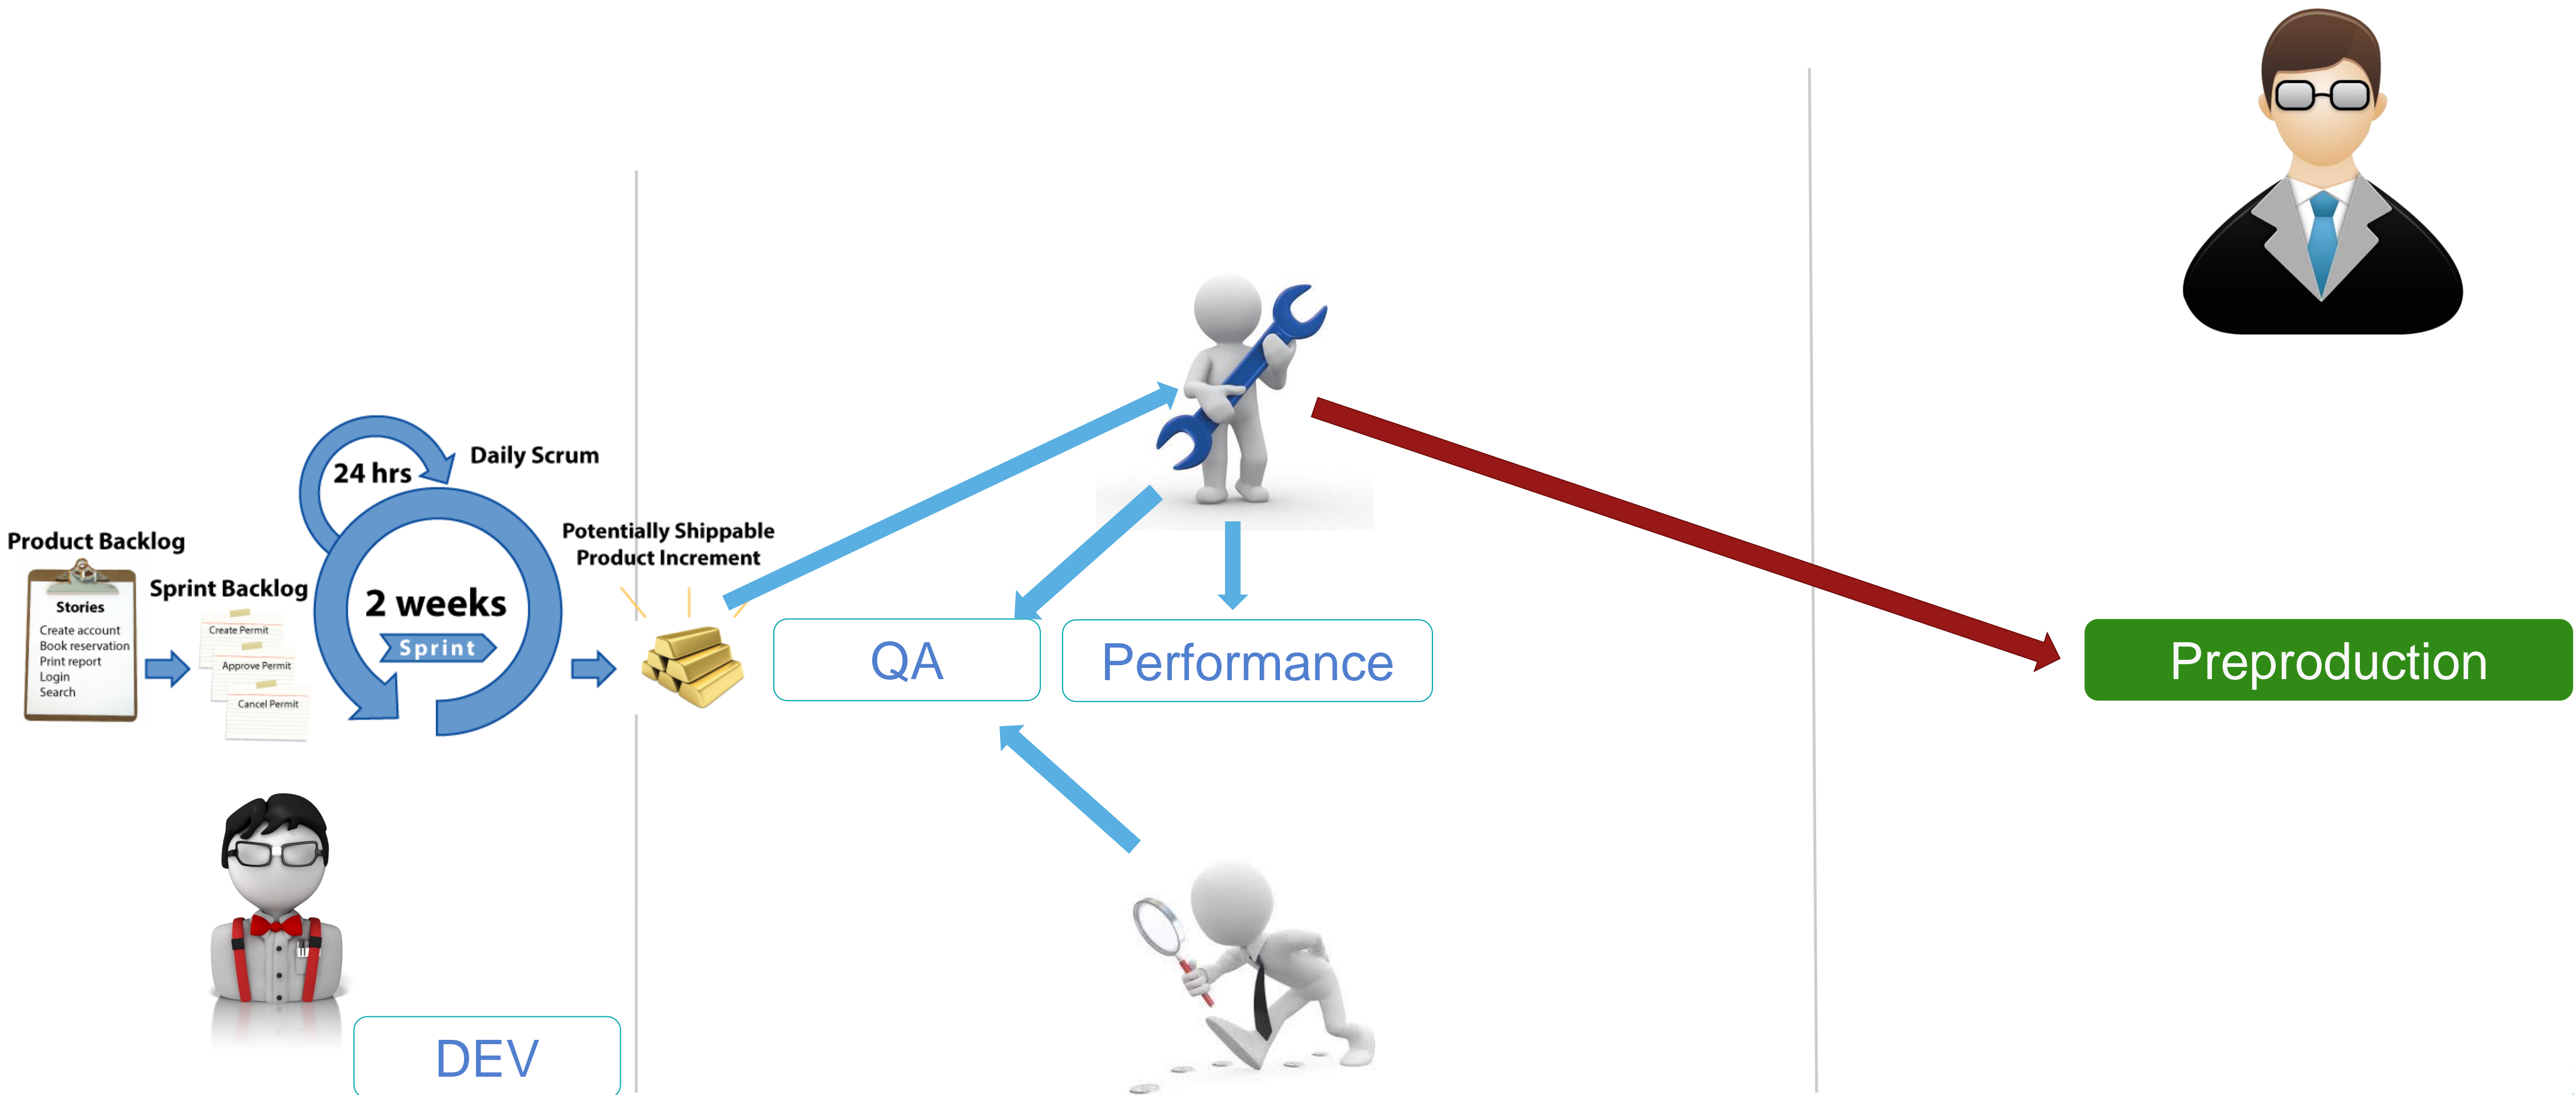 24 hrs
Daily Scrum
Product Backlog
Stories
Create account
Book reservation
Print report
Login
Search
Sprint Backlog
Create Permit
Approve Permit
Cancel Permit
2 weeks
Sprint
Potentially Shippable
Product Increment
QA
Performance
Preproduction
DEV